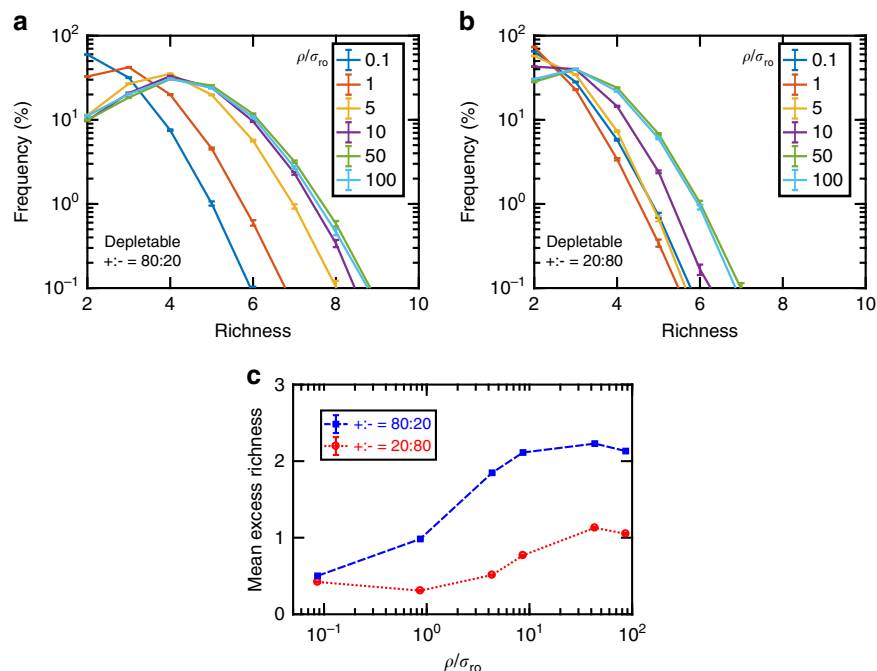 a
Frequency (%)
10²
10¹
10⁰
10⁻¹
2
4
6
8
10
Richness
Depletable
+:- = 80:20
ρ/σ_ro
0.1
1
5
10
50
100
b
Frequency (%)
10²
10¹
10⁰
10⁻¹
2
4
6
8
10
Richness
Depletable
+:- = 20:80
ρ/σ_ro
0.1
1
5
10
50
100
c
Mean excess richness
3
2
1
0
+:- = 80:20
+:- = 20:80
10⁻¹
10⁰
10¹
10²
ρ/σ_ro